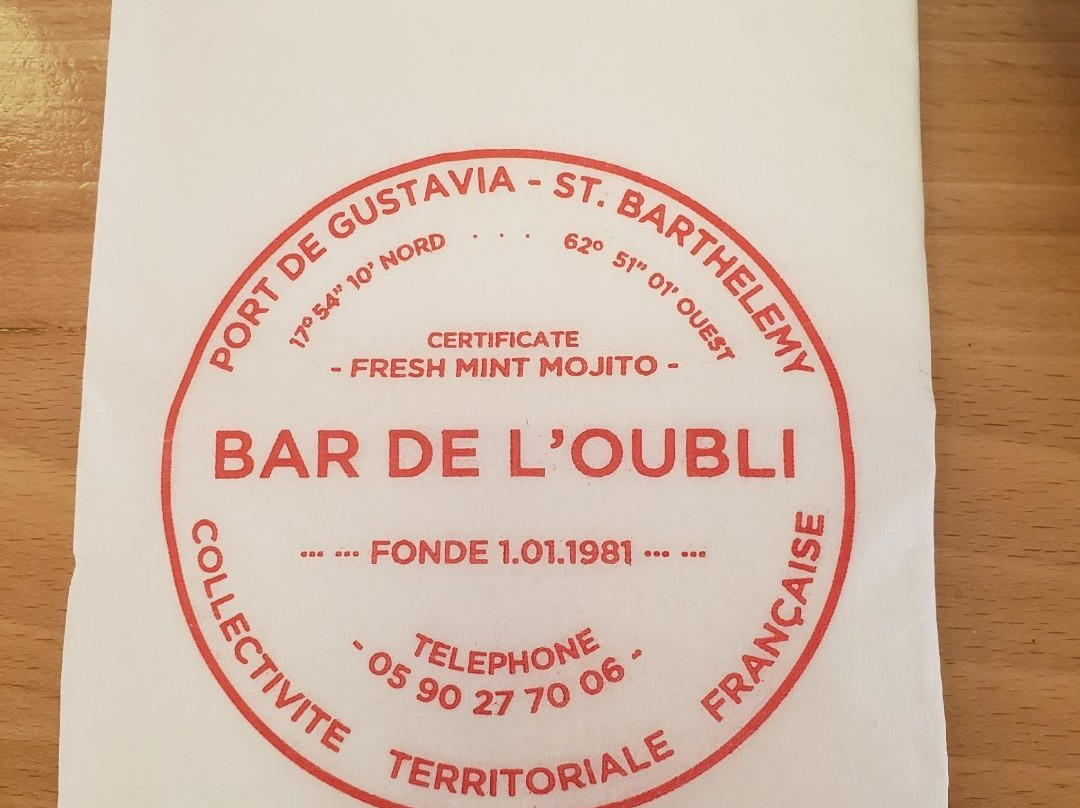 PORT DE GUSTAVIA - ST. BARTHELEMY
17° 54" 10' NORD . . . 62° 51" 01' OUEST
CERTIFICATE
- FRESH MINT MOJITO -
BAR DE L'OUBLI
... ... FONDE 1.01.1981 ... ...
TELEPHONE
- 05 90 27 70 06 -
COLLECTIVITE TERRITORIALE FRANÇAISE